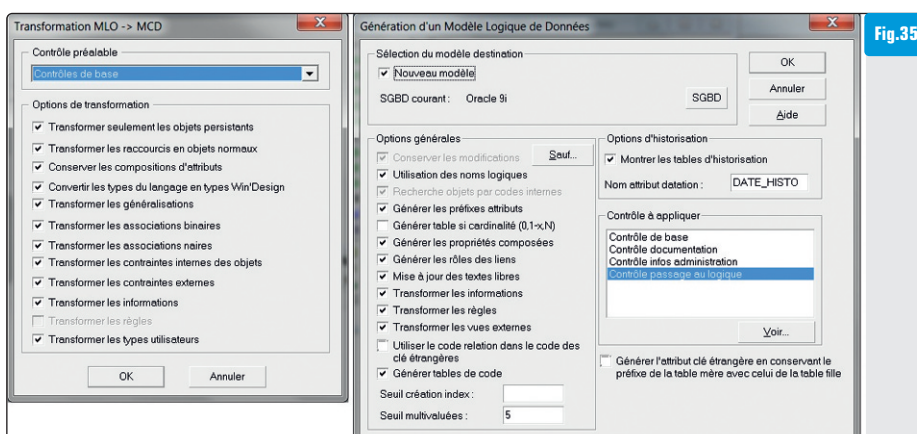 Transformation MLO -> MCD
Contrôle préalable
Contrôles de base
Options de transformation
Transformer seulement les objets persistants
Transformer les raccourcis en objets normaux
Conserver les compositions d'attributs
Convertir les types du langage en types Win'Design
Transformer les généralisations
Transformer les associations binaires
Transformer les associations naires
Transformer les contraintes internes des objets
Transformer les contraintes externes
Transformer les informations
Transformer les règles
Transformer les types utilisateurs
OK
Annuler
Génération d'un Modèle Logique de Données
Sélection du modèle destination
Nouveau modèle
SGBD courant : Oracle 9i
SGBD
OK
Annuler
Aide
Options générales
Conserver les modifications
Sauf...
Utilisation des noms logiques
Recherche objets par codes internes
Générer les préfixes attributs
Générer table si cardinalité (0,1-x,N)
Générer les propriétés composées
Générer les rôles des liens
Mise à jour des textes libres
Transformer les informations
Transformer les règles
Transformer les vues externes
Utiliser le code relation dans le code des
clé étrangères
Générer tables de code
Seuil création index :
Seuil multivaluées : 5
Options d'historisation
Montrer les tables d'historisation
Nom attribut datation : DATE_HISTO
Contrôle à appliquer
Contrôle de base
Contrôle documentation
Contrôle infos administration
Contrôle passage au logique
Voir...
Générer l'attribut clé étrangère en conservant le
préfixe de la table mère avec celui de la table fille
Fig.35